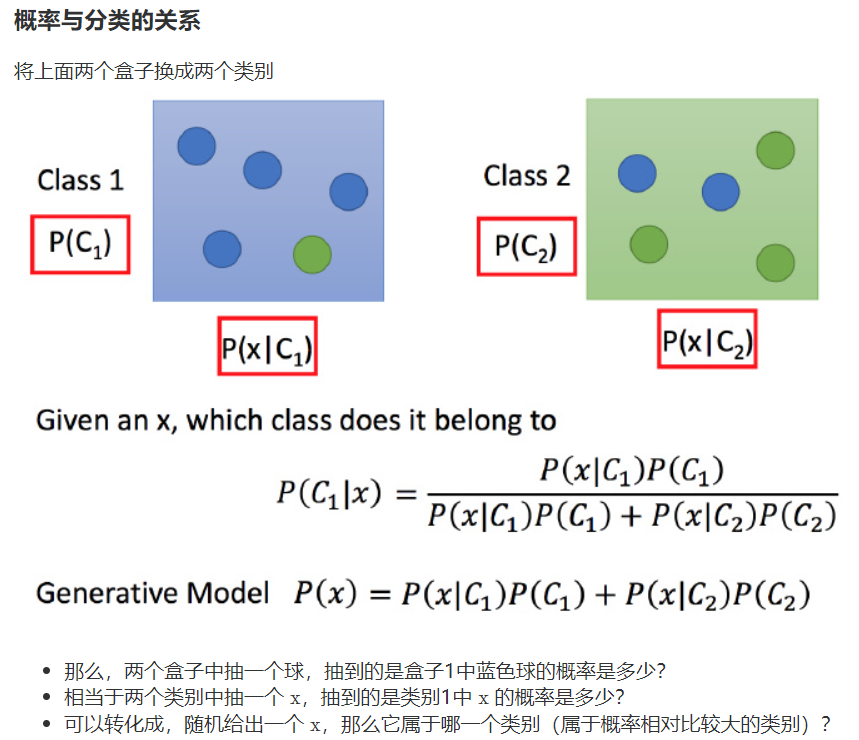 概率与分类的关系
将上面两个盒子换成两个类别
Class 1
P(C₁)
P(x|C₁)
Class 2
P(C₂)
P(x|C₂)
Given an x, which class does it belong to
P(C₁|x) = P(x|C₁)P(C₁) / P(x|C₁)P(C₁) + P(x|C₂)P(C₂)
Generative Model P(x) = P(x|C₁)P(C₁) + P(x|C₂)P(C₂)
• 那么，两个盒子中抽一个球，抽到的是盒子1中蓝色球的概率是多少？
• 相当于两个类别中抽一个 x，抽到的是类别1中 x 的概率是多少？
• 可以转化成，随机给出一个 x，那么它属于哪一个类别（属于概率相对比较大的类别）？